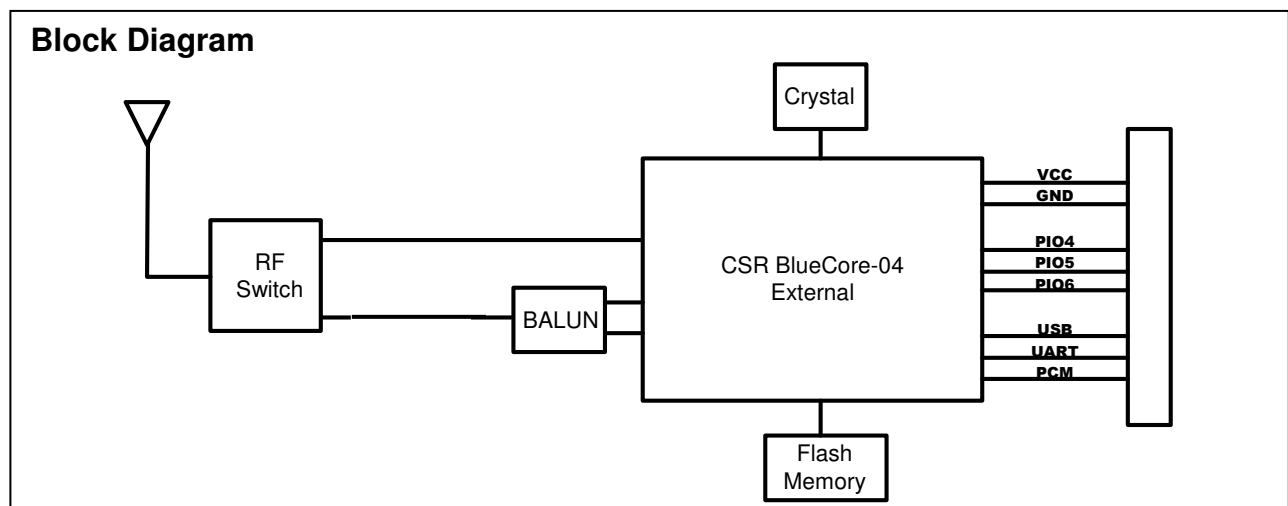 Block Diagram
Crystal
VCC
GND
RF
Switch
CSR BlueCore-04
External
PIO4
PIO5
PIO6
BALUN
USB
UART
PCM
Flash
Memory